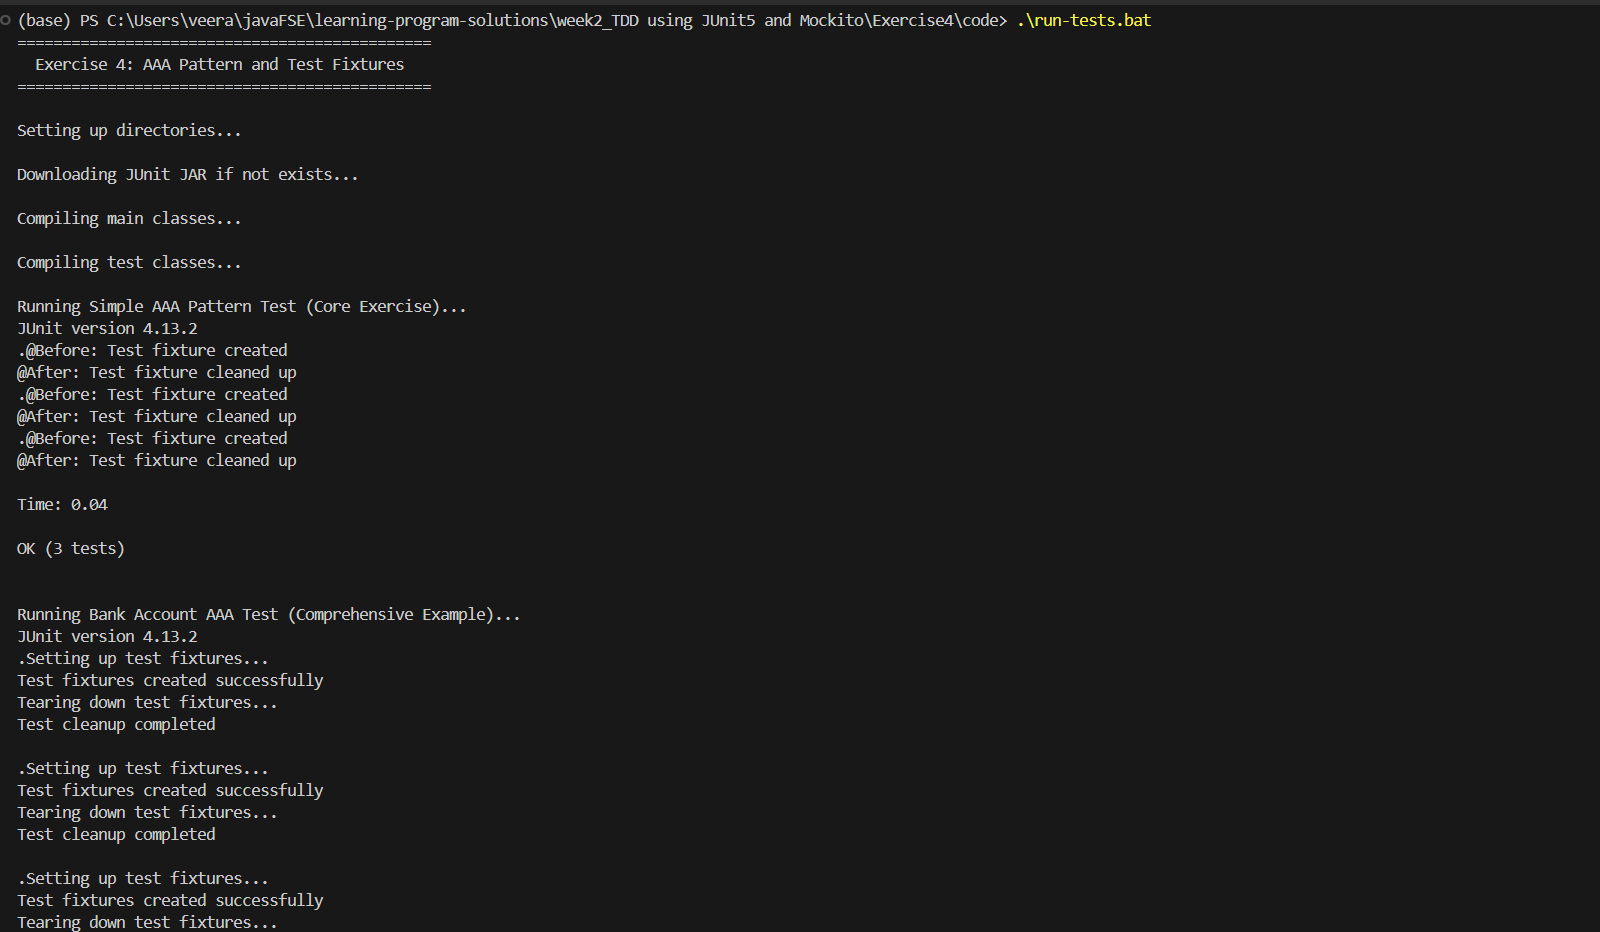 (base) PS C:\Users\veera\javaFSE\learning-program-solutions\week2_TDD using JUnit5 and Mockito\Exercise4\code> .\run-tests.bat
==============================================
  Exercise 4: AAA Pattern and Test Fixtures
==============================================

Setting up directories...

Downloading JUnit JAR if not exists...

Compiling main classes...

Compiling test classes...

Running Simple AAA Pattern Test (Core Exercise)...
JUnit version 4.13.2
.@Before: Test fixture created
@After: Test fixture cleaned up
.@Before: Test fixture created
@After: Test fixture cleaned up
.@Before: Test fixture created
@After: Test fixture cleaned up

Time: 0.04

OK (3 tests)


Running Bank Account AAA Test (Comprehensive Example)...
JUnit version 4.13.2
.Setting up test fixtures...
Test fixtures created successfully
Tearing down test fixtures...
Test cleanup completed

.Setting up test fixtures...
Test fixtures created successfully
Tearing down test fixtures...
Test cleanup completed

.Setting up test fixtures...
Test fixtures created successfully
Tearing down test fixtures...